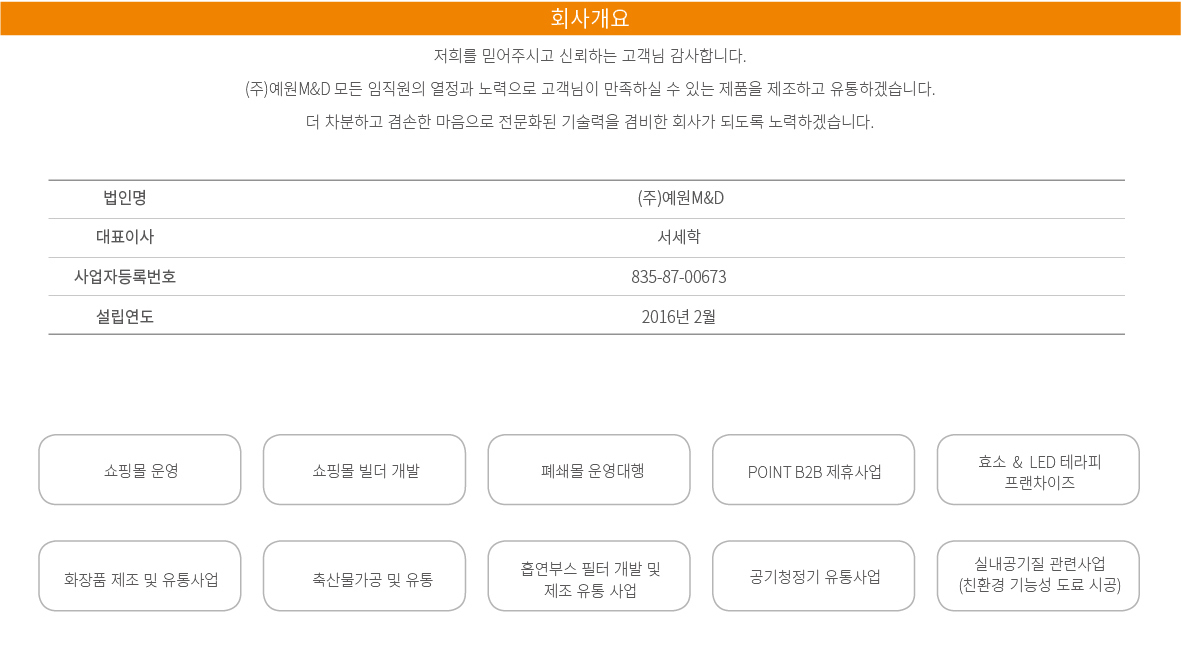 회사개요
저희를 믿어주시고 신뢰하는 고객님 감사합니다.
(주)예원M&D 모든 임직원의 열정과 노력으로 고객님이 만족하실 수 있는 제품을 제조하고 유통하겠습니다.
더 차분하고 겸손한 마음으로 전문화된 기술력을 겸비한 회사가 되도록 노력하겠습니다.
법인명 (주)예원M&D
대표이사 서세학
사업자등록번호 835-87-00673
설립연도 2016년 2월
쇼핑몰 운영
쇼핑몰 빌더 개발
폐쇄몰 운영대행
POINT B2B 제휴사업
효소 & LED 테라피
프랜차이즈
화장품 제조 및 유통사업
축산물가공 및 유통
흡연부스 필터 개발 및
제조 유통 사업
공기청정기 유통사업
실내공기질 관련사업
(친환경 기능성 도료 시공)